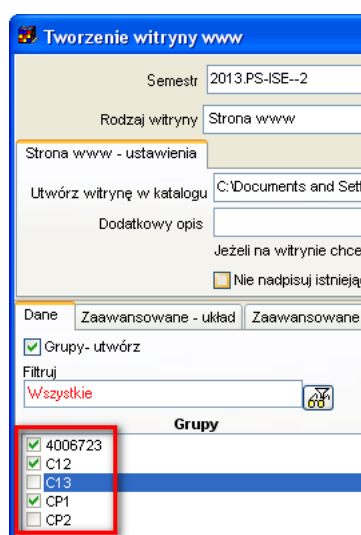 Tworzenie witryny www
Semestr 2013.PS-ISE--2
Rodzaj witryny Strona www
Strona www - ustawienia
Utwórz witrynę w katalogu C:\Documents and Sett
Dodatkowy opis
Jeżeli na witrynie chce
Nie nadpisuj istnieją
Dane Zaawansowane - układ Zaawansowane
Grupy- utwórz
Filtruj
Wszystkie
Grupy
4006723
C12
C13
CP1
CP2